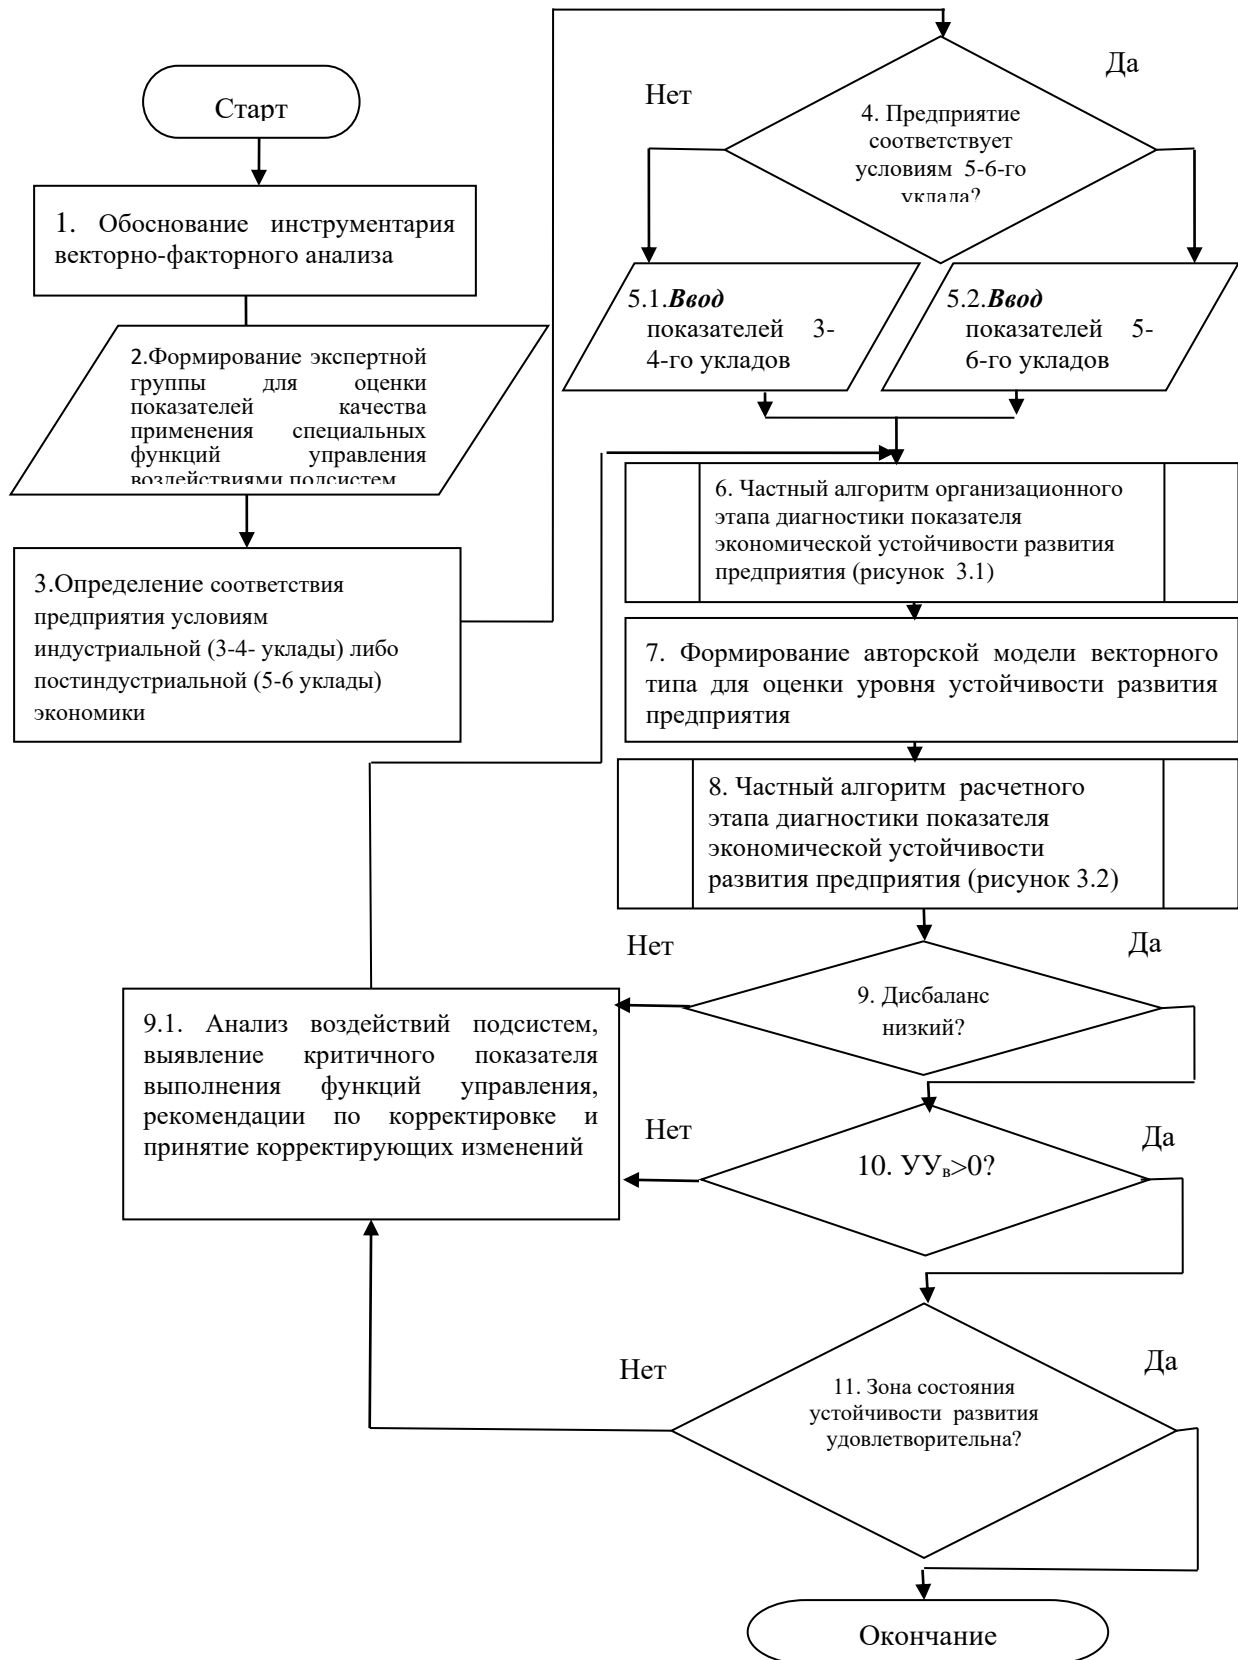 Старт
1. Обоснование инструментария
векторно-факторного анализа
2.Формирование экспертной
группы для оценки
показателей качества
применения специальных
функций управления
воздействиями подсистем
3.Определение соответствия
предприятия условиям
индустриальной (3-4- уклады) либо
постиндустриальной (5-6 уклады)
экономики
Нет
Да
4. Предприятие
соответствует
условиям 5-6-го
уклада?
5.1.Ввод
показателей 3-
4-го укладов
5.2.Ввод
показателей 5-
6-го укладов
6. Частный алгоритм организационного
этапа диагностики показателя
экономической устойчивости развития
предприятия (рисунок 3.1)
7. Формирование авторской модели векторного
типа для оценки уровня устойчивости развития
предприятия
8. Частный алгоритм расчетного
этапа диагностики показателя
экономической устойчивости
развития предприятия (рисунок 3.2)
Нет
Да
9. Дисбаланс
низкий?
9.1. Анализ воздействий подсистем,
выявление критичного показателя
выполнения функций управления,
рекомендации по корректировке и
принятие корректирующих изменений
Нет
Да
10. УУв>0?
Нет
Да
11. Зона состояния
устойчивости развития
удовлетворительна?
Окончание